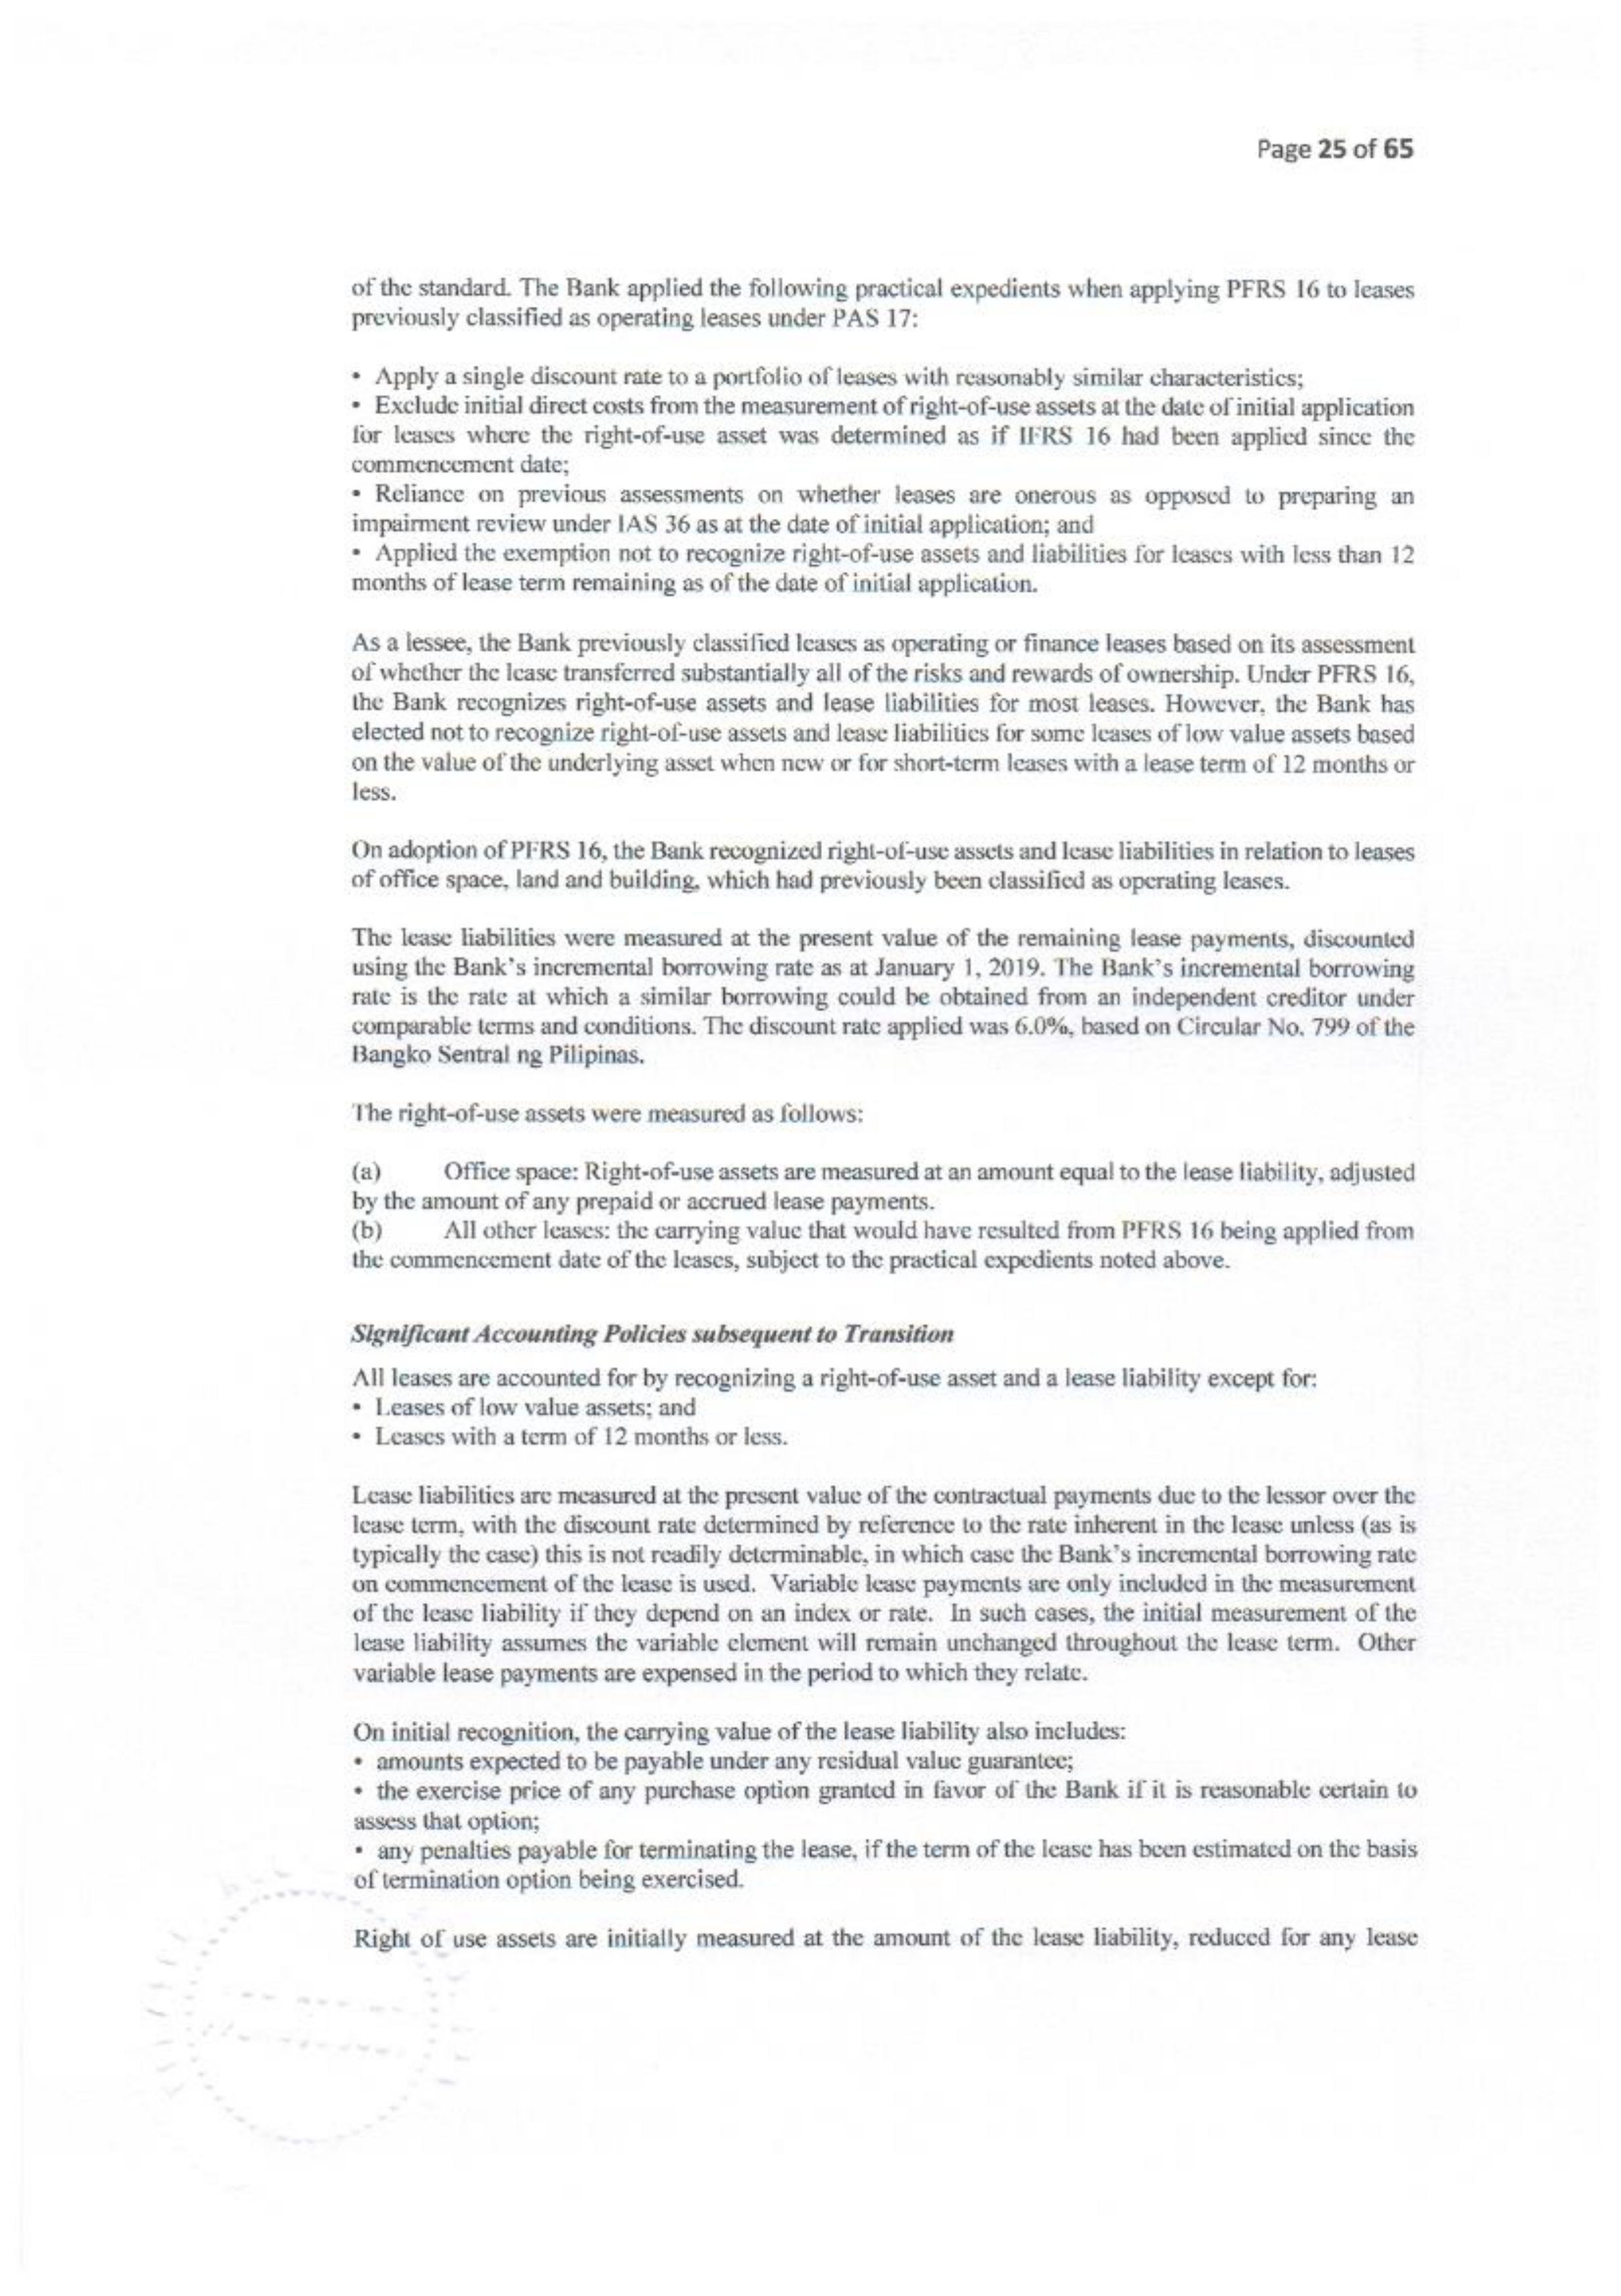 Page 25 of 65
of the standard. The Bank applied the following practical expedients when applying PFRS 16 to leases
previously classified as operating leases under PAS 17:
• Apply a single discount rate to a portfolio of leases with reasonably similar characteristics;
• Exclude initial direct costs from the measurement of right-of-use assets at the date of initial application
for leases where the right-of-use asset was determined as if IFRS 16 had been applied since the
commencement date;
• Reliance on previous assessments on whether leases are onerous as opposed to preparing an
impairment review under IAS 36 as at the date of initial application; and
• Applied the exemption not to recognize right-of-use assets and liabilities for leases with less than 12
months of lease term remaining as of the date of initial application.
As a lessee, the Bank previously classified leases as operating or finance leases based on its assessment
of whether the lease transferred substantially all of the risks and rewards of ownership. Under PFRS 16,
the Bank recognizes right-of-use assets and lease liabilities for most leases. However, the Bank has
elected not to recognize right-of-use assets and lease liabilities for some leases of low value assets based
on the value of the underlying asset when new or for short-term leases with a lease term of 12 months or
less.
On adoption of PFRS 16, the Bank recognized right-of-use assets and lease liabilities in relation to leases
of office space, land and building, which had previously been classified as operating leases.
The lease liabilities were measured at the present value of the remaining lease payments, discounted
using the Bank's incremental borrowing rate as at January 1, 2019. The Bank's incremental borrowing
rate is the rate at which a similar borrowing could be obtained from an independent creditor under
comparable terms and conditions. The discount rate applied was 6.0%, based on Circular No. 799 of the
Bangko Sentral ng Pilipinas.
The right-of-use assets were measured as follows:
(a) Office space: Right-of-use assets are measured at an amount equal to the lease liability, adjusted
by the amount of any prepaid or accrued lease payments.
(b) All other leases: the carrying value that would have resulted from PFRS 16 being applied from
the commencement date of the leases, subject to the practical expedients noted above.
Significant Accounting Policies subsequent to Transition
All leases are accounted for by recognizing a right-of-use asset and a lease liability except for:
• Leases of low value assets; and
• Leases with a term of 12 months or less.
Lease liabilities are measured at the present value of the contractual payments due to the lessor over the
lease term, with the discount rate determined by reference to the rate inherent in the lease unless (as is
typically the case) this is not readily determinable, in which case the Bank's incremental borrowing rate
on commencement of the lease is used. Variable lease payments are only included in the measurement
of the lease liability if they depend on an index or rate. In such cases, the initial measurement of the
lease liability assumes the variable element will remain unchanged throughout the lease term. Other
variable lease payments are expensed in the period to which they relate.
On initial recognition, the carrying value of the lease liability also includes:
• amounts expected to be payable under any residual value guarantee;
• the exercise price of any purchase option granted in favor of the Bank if it is reasonable certain to
assess that option;
• any penalties payable for terminating the lease, if the term of the lease has been estimated on the basis
of termination option being exercised.
Right of use assets are initially measured at the amount of the lease liability, reduced for any lease